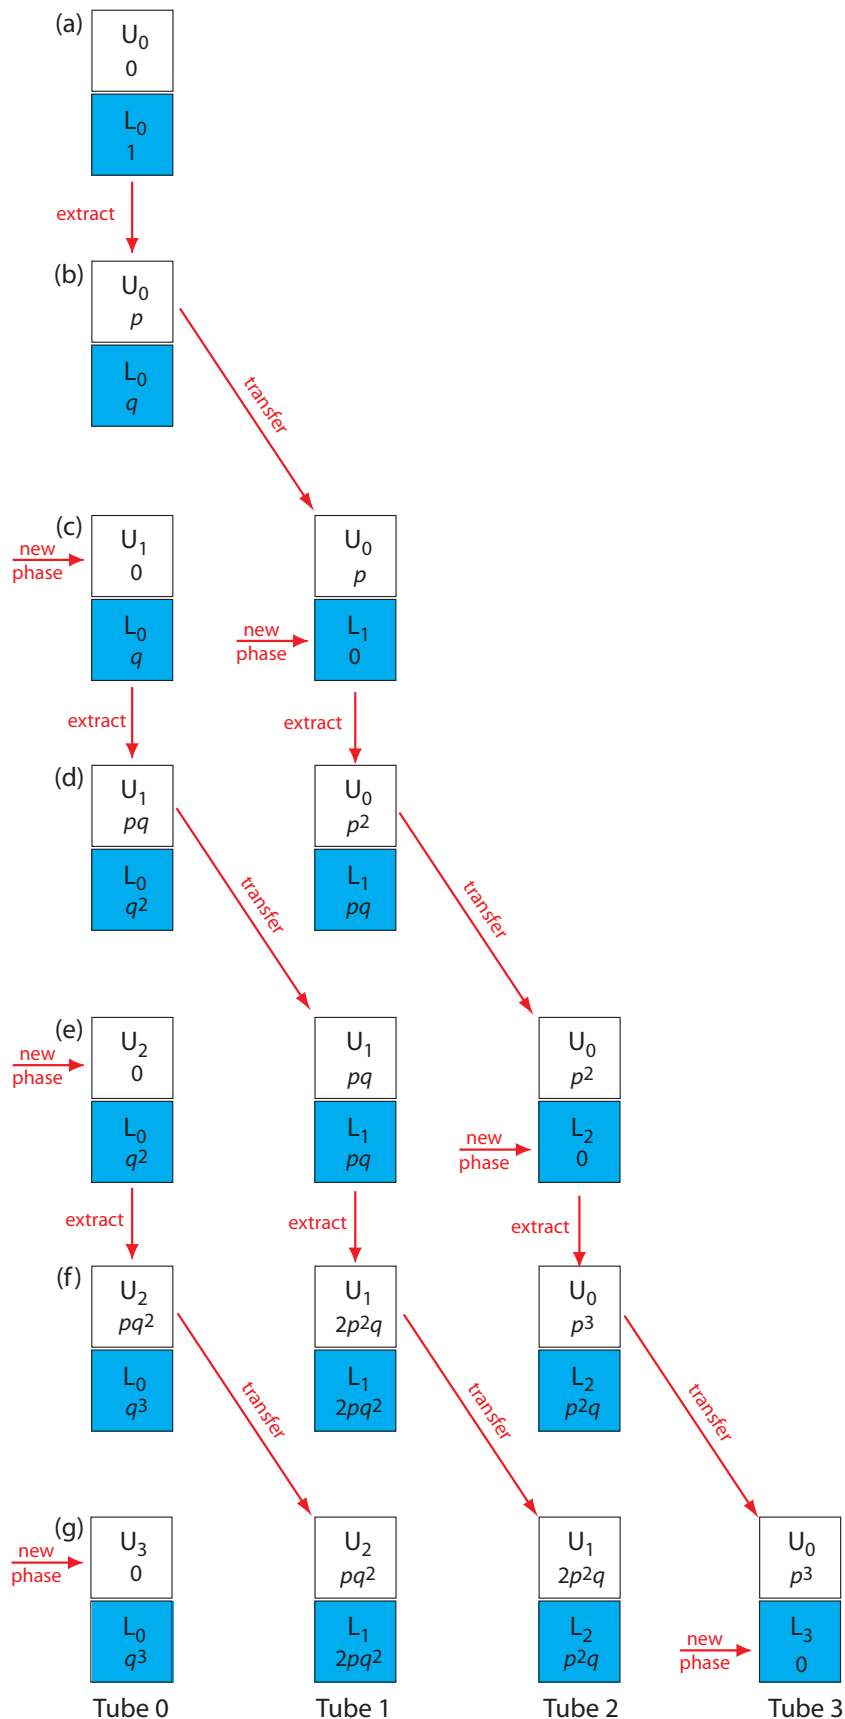 (a)
U0
0
L0
1
extract
(b)
U0
p
L0
q
transfer
(c)
new
phase
U1
0
L0
q
U0
p
new
phase
L1
0
extract
extract
(d)
U1
pq
L0
q2
U0
p2
L1
pq
transfer
transfer
(e)
new
phase
U2
0
L0
q2
U1
pq
L1
pq
U0
p2
new
phase
L2
0
extract
extract
extract
(f)
U2
pq2
L0
q3
U1
2p2q
L1
2pq2
U0
p3
L2
p2q
transfer
transfer
transfer
(g)
new
phase
U3
0
L0
q3
U2
pq2
L1
2pq2
U1
2p2q
L2
p2q
U0
p3
new
phase
L3
0
Tube 0
Tube 1
Tube 2
Tube 3